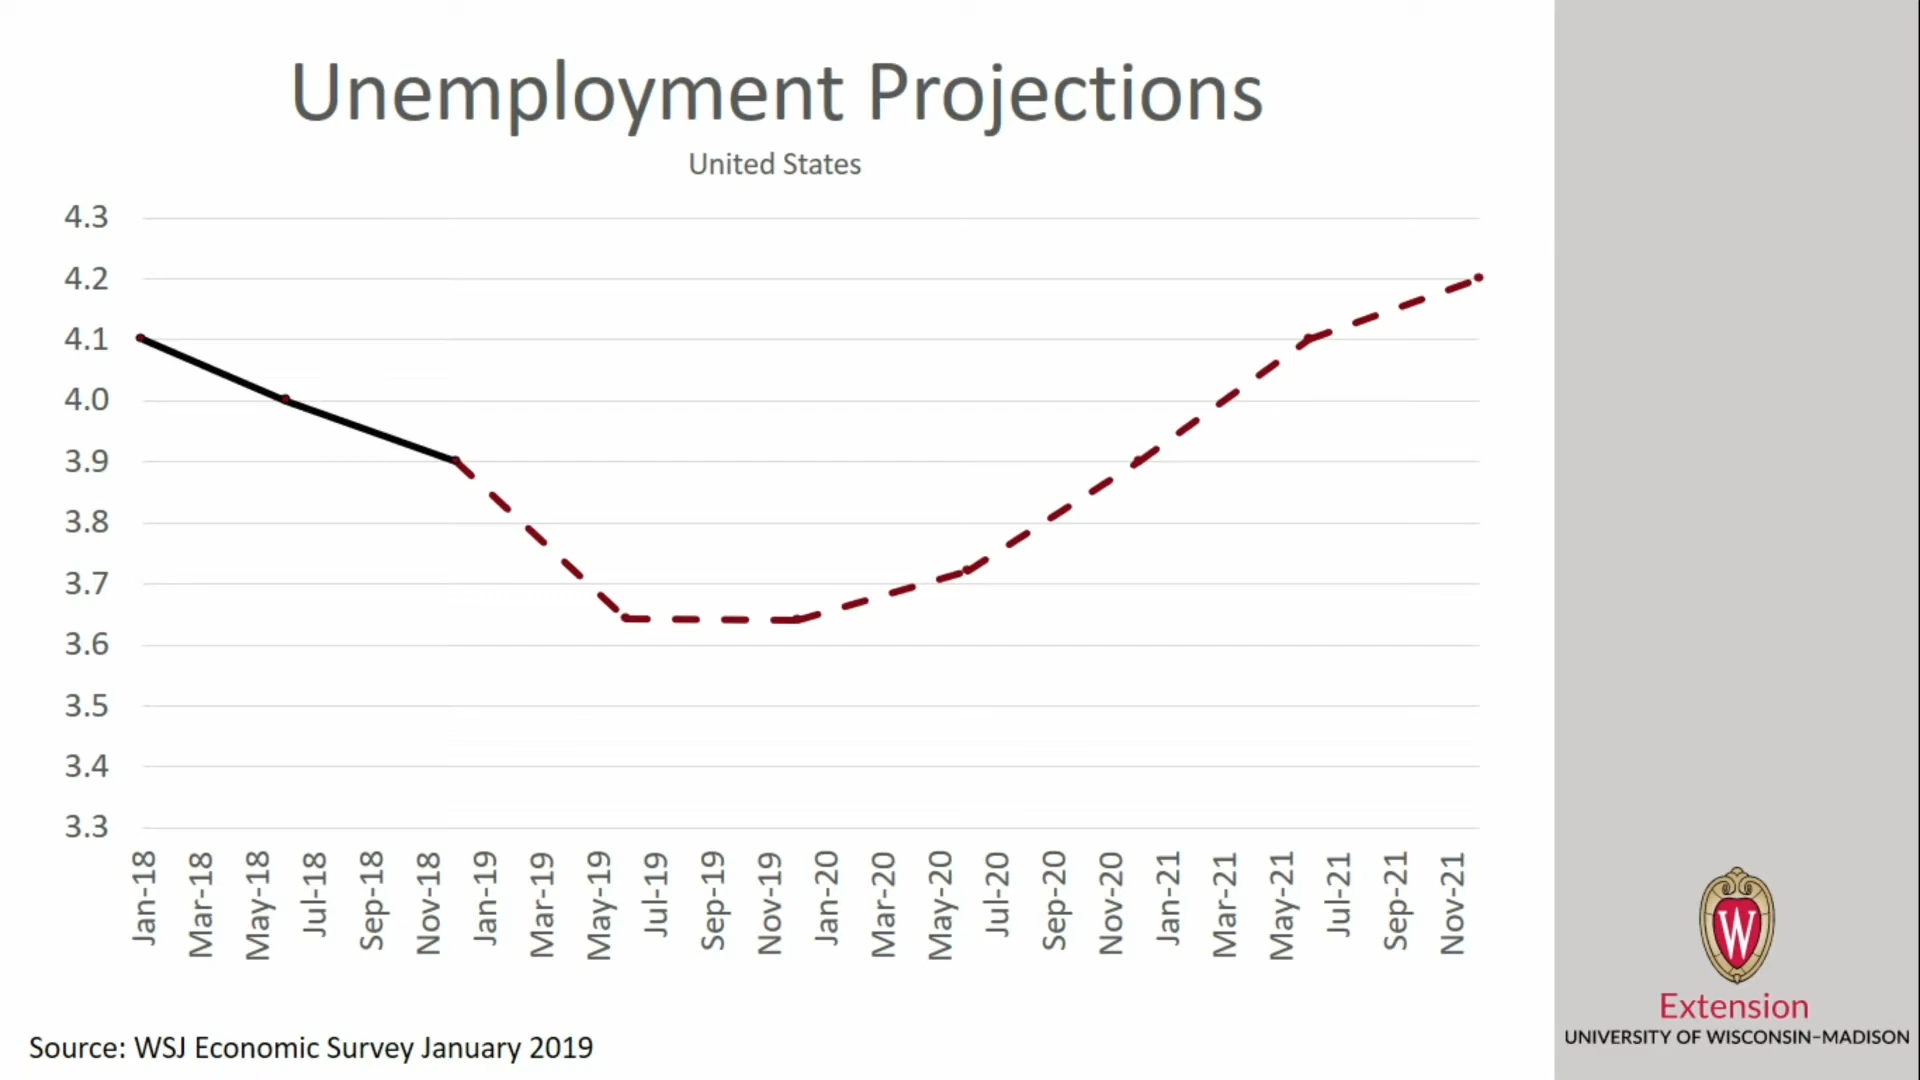 Unemployment Projections
United States
4.3
4.2
4.1
4.0
3.9
3.8
3.7
3.6
3.5
3.4
3.3
Jan-18
Mar-18
May-18
Jul-18
Sep-18
Nov-18
Jan-19
Mar-19
May-19
Jul-19
Sep-19
Nov-19
Jan-20
Mar-20
May-20
Jul-20
Sep-20
Nov-20
Jan-21
Mar-21
May-21
Jul-21
Sep-21
Nov-21
Source: WSJ Economic Survey January 2019
W
Extension
UNIVERSITY OF WISCONSIN–MADISON